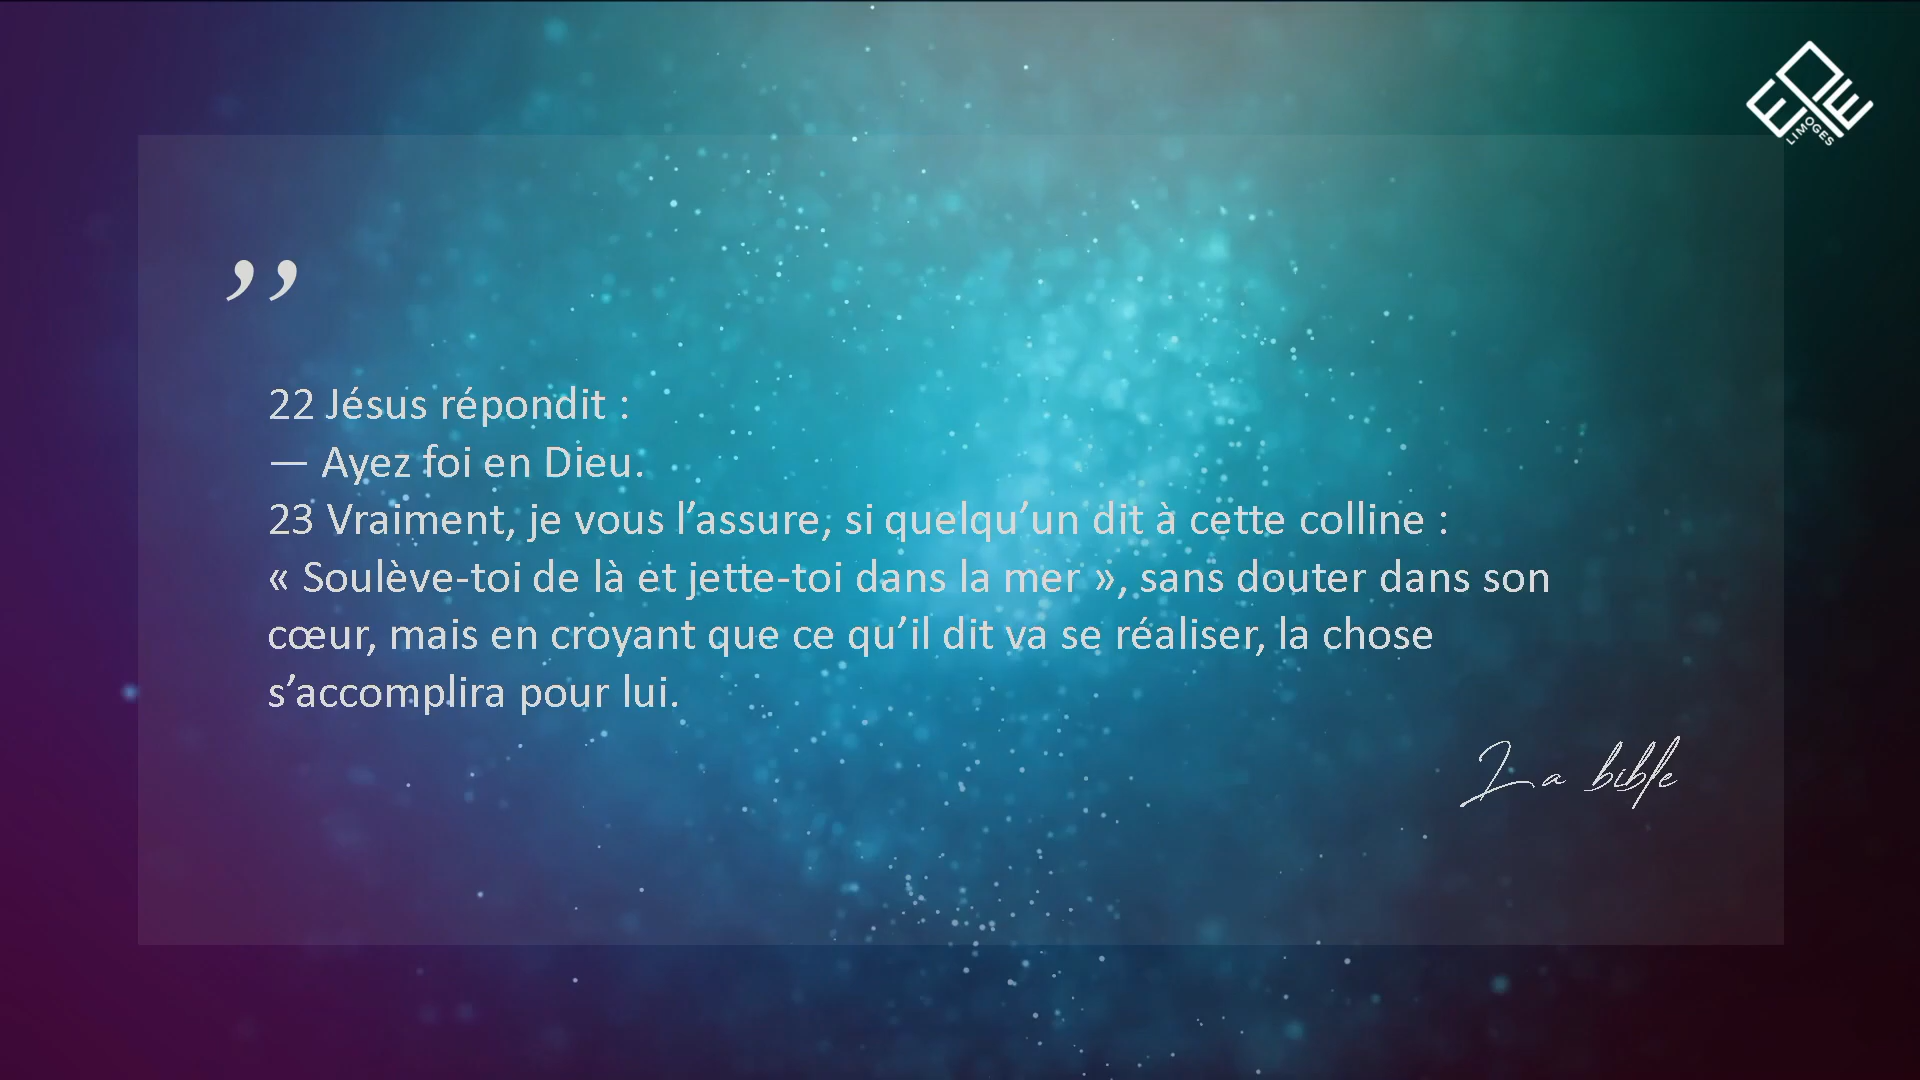 EPE
LIMOGES
”
22 Jésus répondit :
— Ayez foi en Dieu.
23 Vraiment, je vous l’assure, si quelqu’un dit à cette colline :
« Soulève-toi de là et jette-toi dans la mer », sans douter dans son
cœur, mais en croyant que ce qu’il dit va se réaliser, la chose
s’accomplira pour lui.
La bible